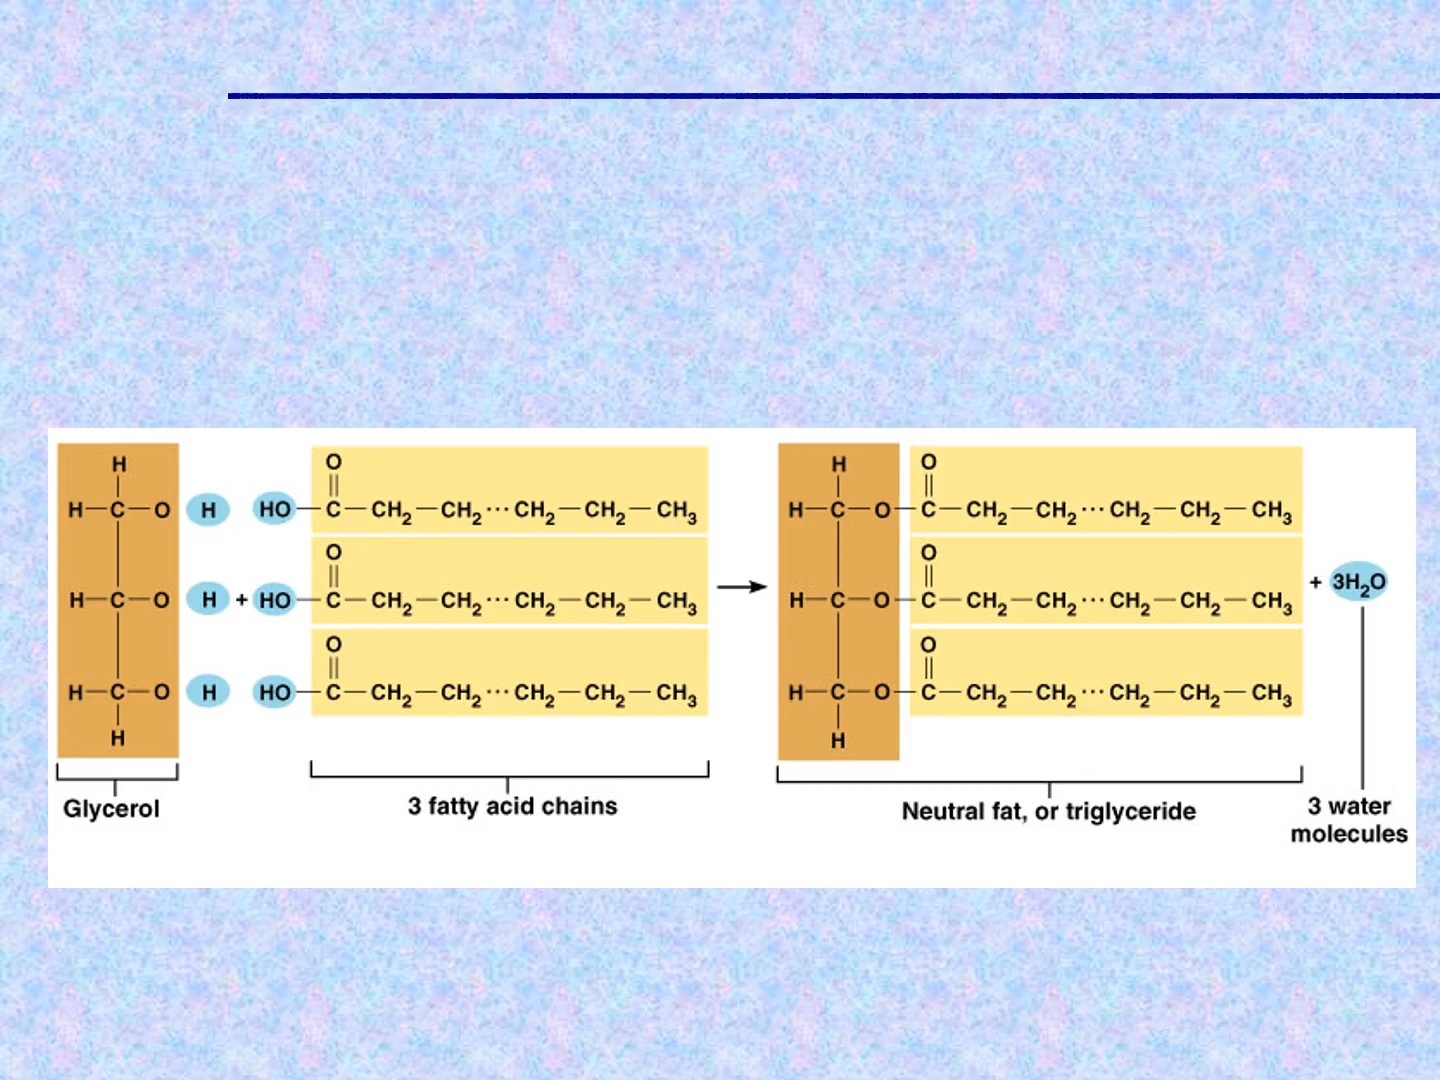 H O H O
H—C—O H HO—C—CH₂—CH₂···CH₂—CH₂—CH₃ H—C—O—C—CH₂—CH₂···CH₂—CH₂—CH₃
O O
H—C—O H + HO—C—CH₂—CH₂···CH₂—CH₂—CH₃ H—C—O—C—CH₂—CH₂···CH₂—CH₂—CH₃ + 3H₂O
O O
H—C—O H HO—C—CH₂—CH₂···CH₂—CH₂—CH₃ H—C—O—C—CH₂—CH₂···CH₂—CH₂—CH₃
H H
Glycerol
3 fatty acid chains
Neutral fat, or triglyceride
3 water
molecules